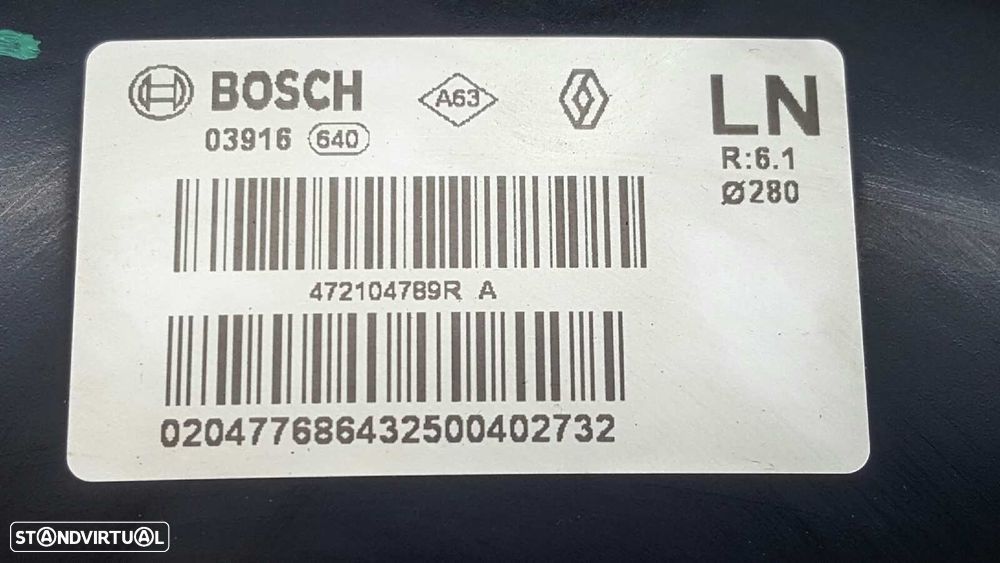 BOSCH
A63
LN
03916 640
R:6.1
Ø280
472104789R A
020477686432500402732
STANDVIRTUAL